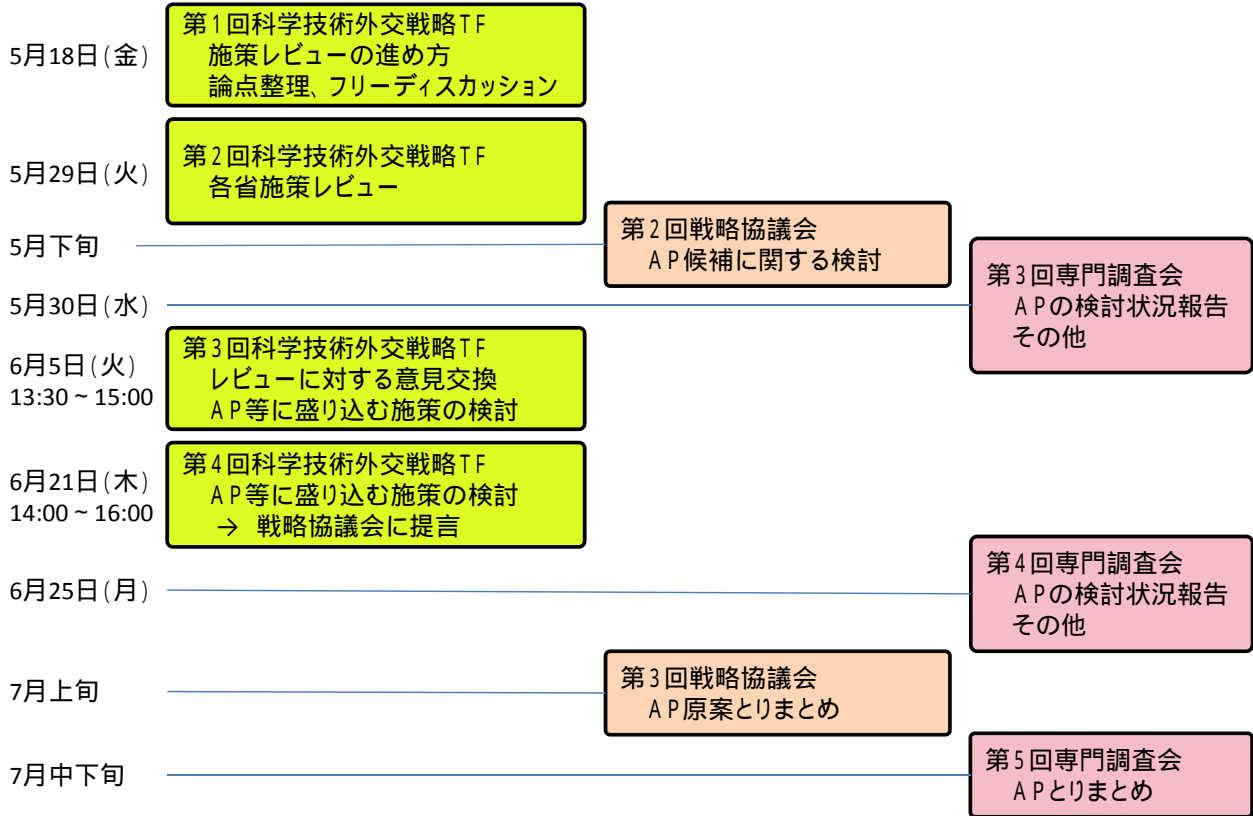 5月18日(金)
第1回科学技術外交戦略TF
施策レビューの進め方
論点整理、フリーディスカッション
5月29日(火)
第2回科学技術外交戦略TF
各省施策レビュー
5月下旬
第2回戦略協議会
AP候補に関する検討
5月30日(水)
第3回専門調査会
APの検討状況報告
その他
6月5日(火)
13:30~15:00
第3回科学技術外交戦略TF
レビューに対する意見交換
AP等に盛り込む施策の検討
6月21日(木)
14:00~16:00
第4回科学技術外交戦略TF
AP等に盛り込む施策の検討
→ 戦略協議会に提言
6月25日(月)
第4回専門調査会
APの検討状況報告
その他
7月上旬
第3回戦略協議会
AP原案とりまとめ
7月中下旬
第5回専門調査会
APとりまとめ